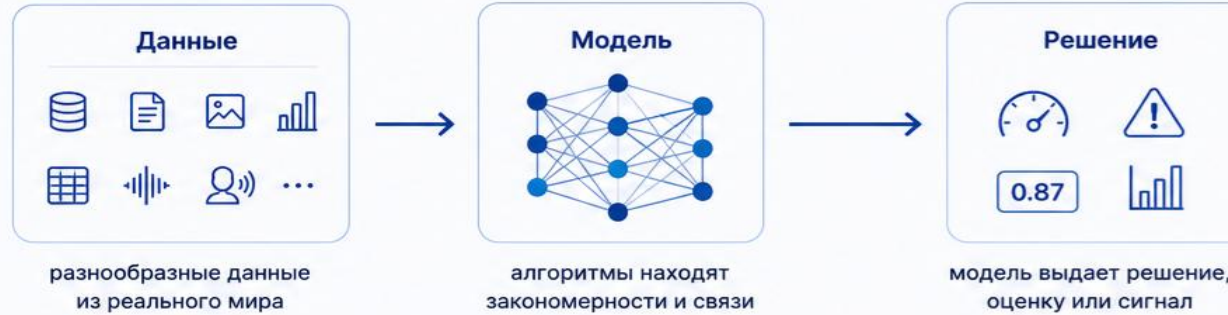 Данные
Модель
Решение
0.87
разнообразные данные
из реального мира
алгоритмы находят
закономерности и связи
модель выдает решение,
оценку или сигнал